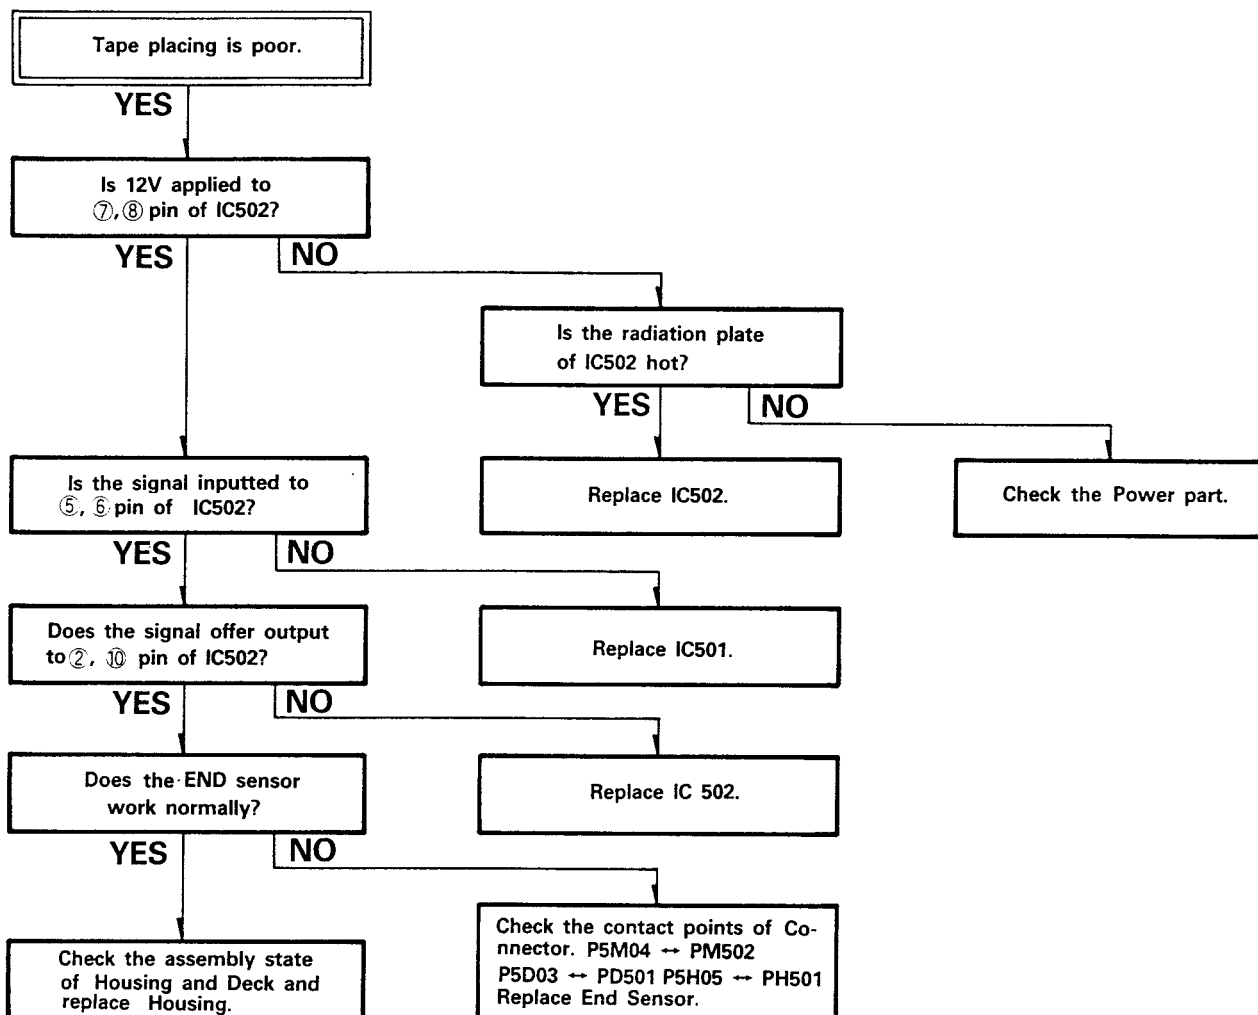 Tape placing is poor.
YES
Is 12V applied to
⑦,⑧ pin of IC502?
YES
NO
Is the radiation plate
of IC502 hot?
YES
NO
Is the signal inputted to
⑤, ⑥ pin of IC502?
Replace IC502.
Check the Power part.
YES
NO
Does the signal offer output
to ②, ⑩ pin of IC502?
Replace IC501.
YES
NO
Does the END sensor
work normally?
Replace IC 502.
YES
NO
Check the assembly state
of Housing and Deck and
replace Housing.
Check the contact points of Co-
nnector. P5M04 ↔ PM502
P5D03 ↔ PD501 P5H05 ↔ PH501
Replace End Sensor.